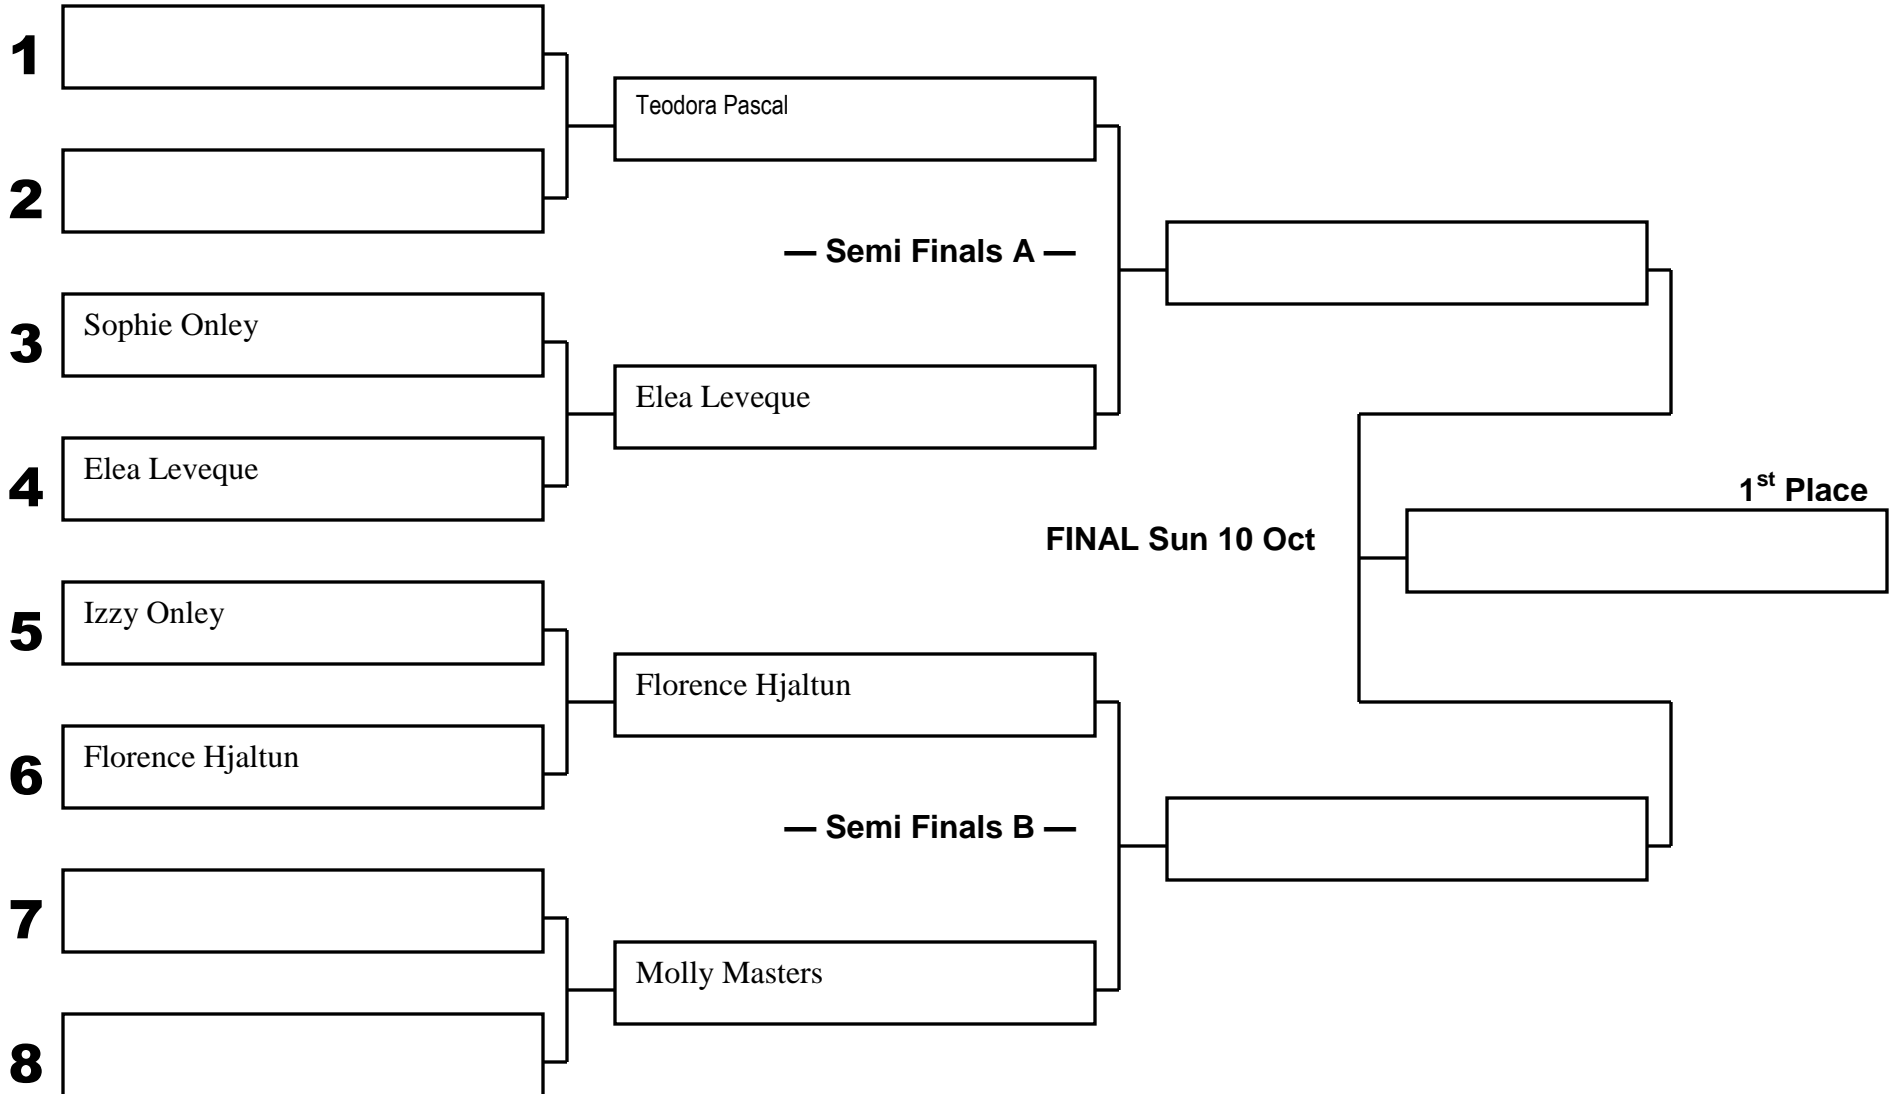 1
Teodora Pascal
2
— Semi Finals A —
3
Sophie Onley
Elea Leveque
4
Elea Leveque
1st Place
FINAL Sun 10 Oct
5
Izzy Onley
Florence Hjaltun
6
Florence Hjaltun
— Semi Finals B —
7
Molly Masters
8